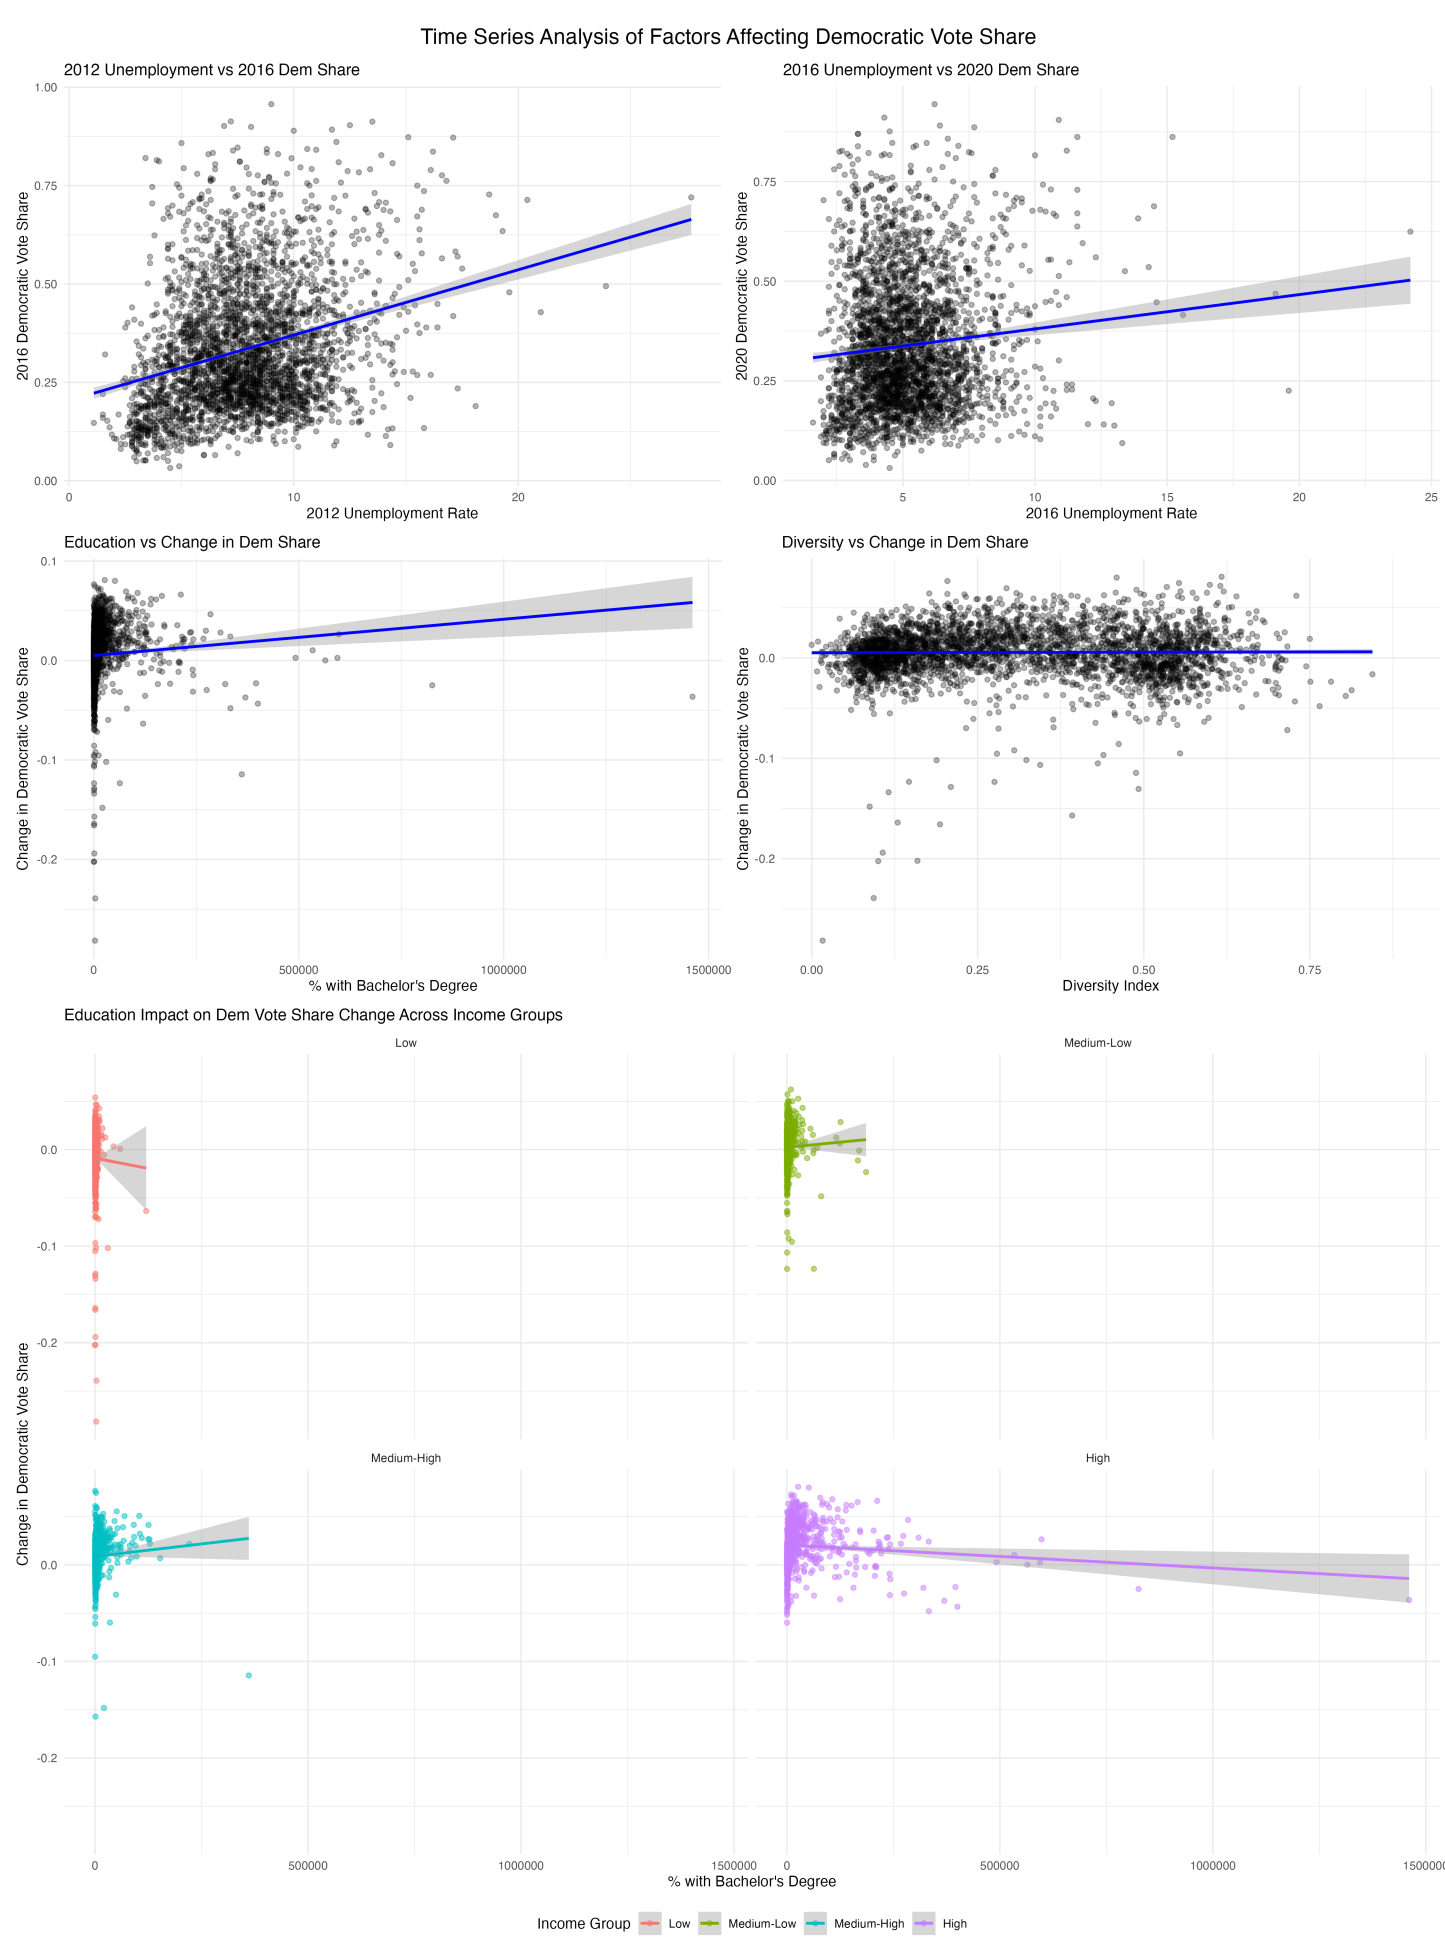 Time Series Analysis of Factors Affecting Democratic Vote Share
2012 Unemployment vs 2016 Dem Share
1.00
0.75
0.50
0.25
0.00
2016 Democratic Vote Share
0 10 20
2012 Unemployment Rate
2016 Unemployment vs 2020 Dem Share
0.75
0.50
0.25
0.00
2020 Democratic Vote Share
5 10 15 20 25
2016 Unemployment Rate
Education vs Change in Dem Share
0.1
0.0
-0.1
-0.2
Change in Democratic Vote Share
0 500000 1000000 1500000
% with Bachelor's Degree
Diversity vs Change in Dem Share
0.0
-0.1
-0.2
Change in Democratic Vote Share
0.00 0.25 0.50 0.75
Diversity Index
Education Impact on Dem Vote Share Change Across Income Groups
Low Medium-Low
0.0
-0.1
-0.2
Change in Democratic Vote Share
Medium-High High
0.0
-0.1
-0.2
0 500000 1000000 1500000 0 500000 1000000 150000
% with Bachelor's Degree
Income Group Low Medium-Low Medium-High High